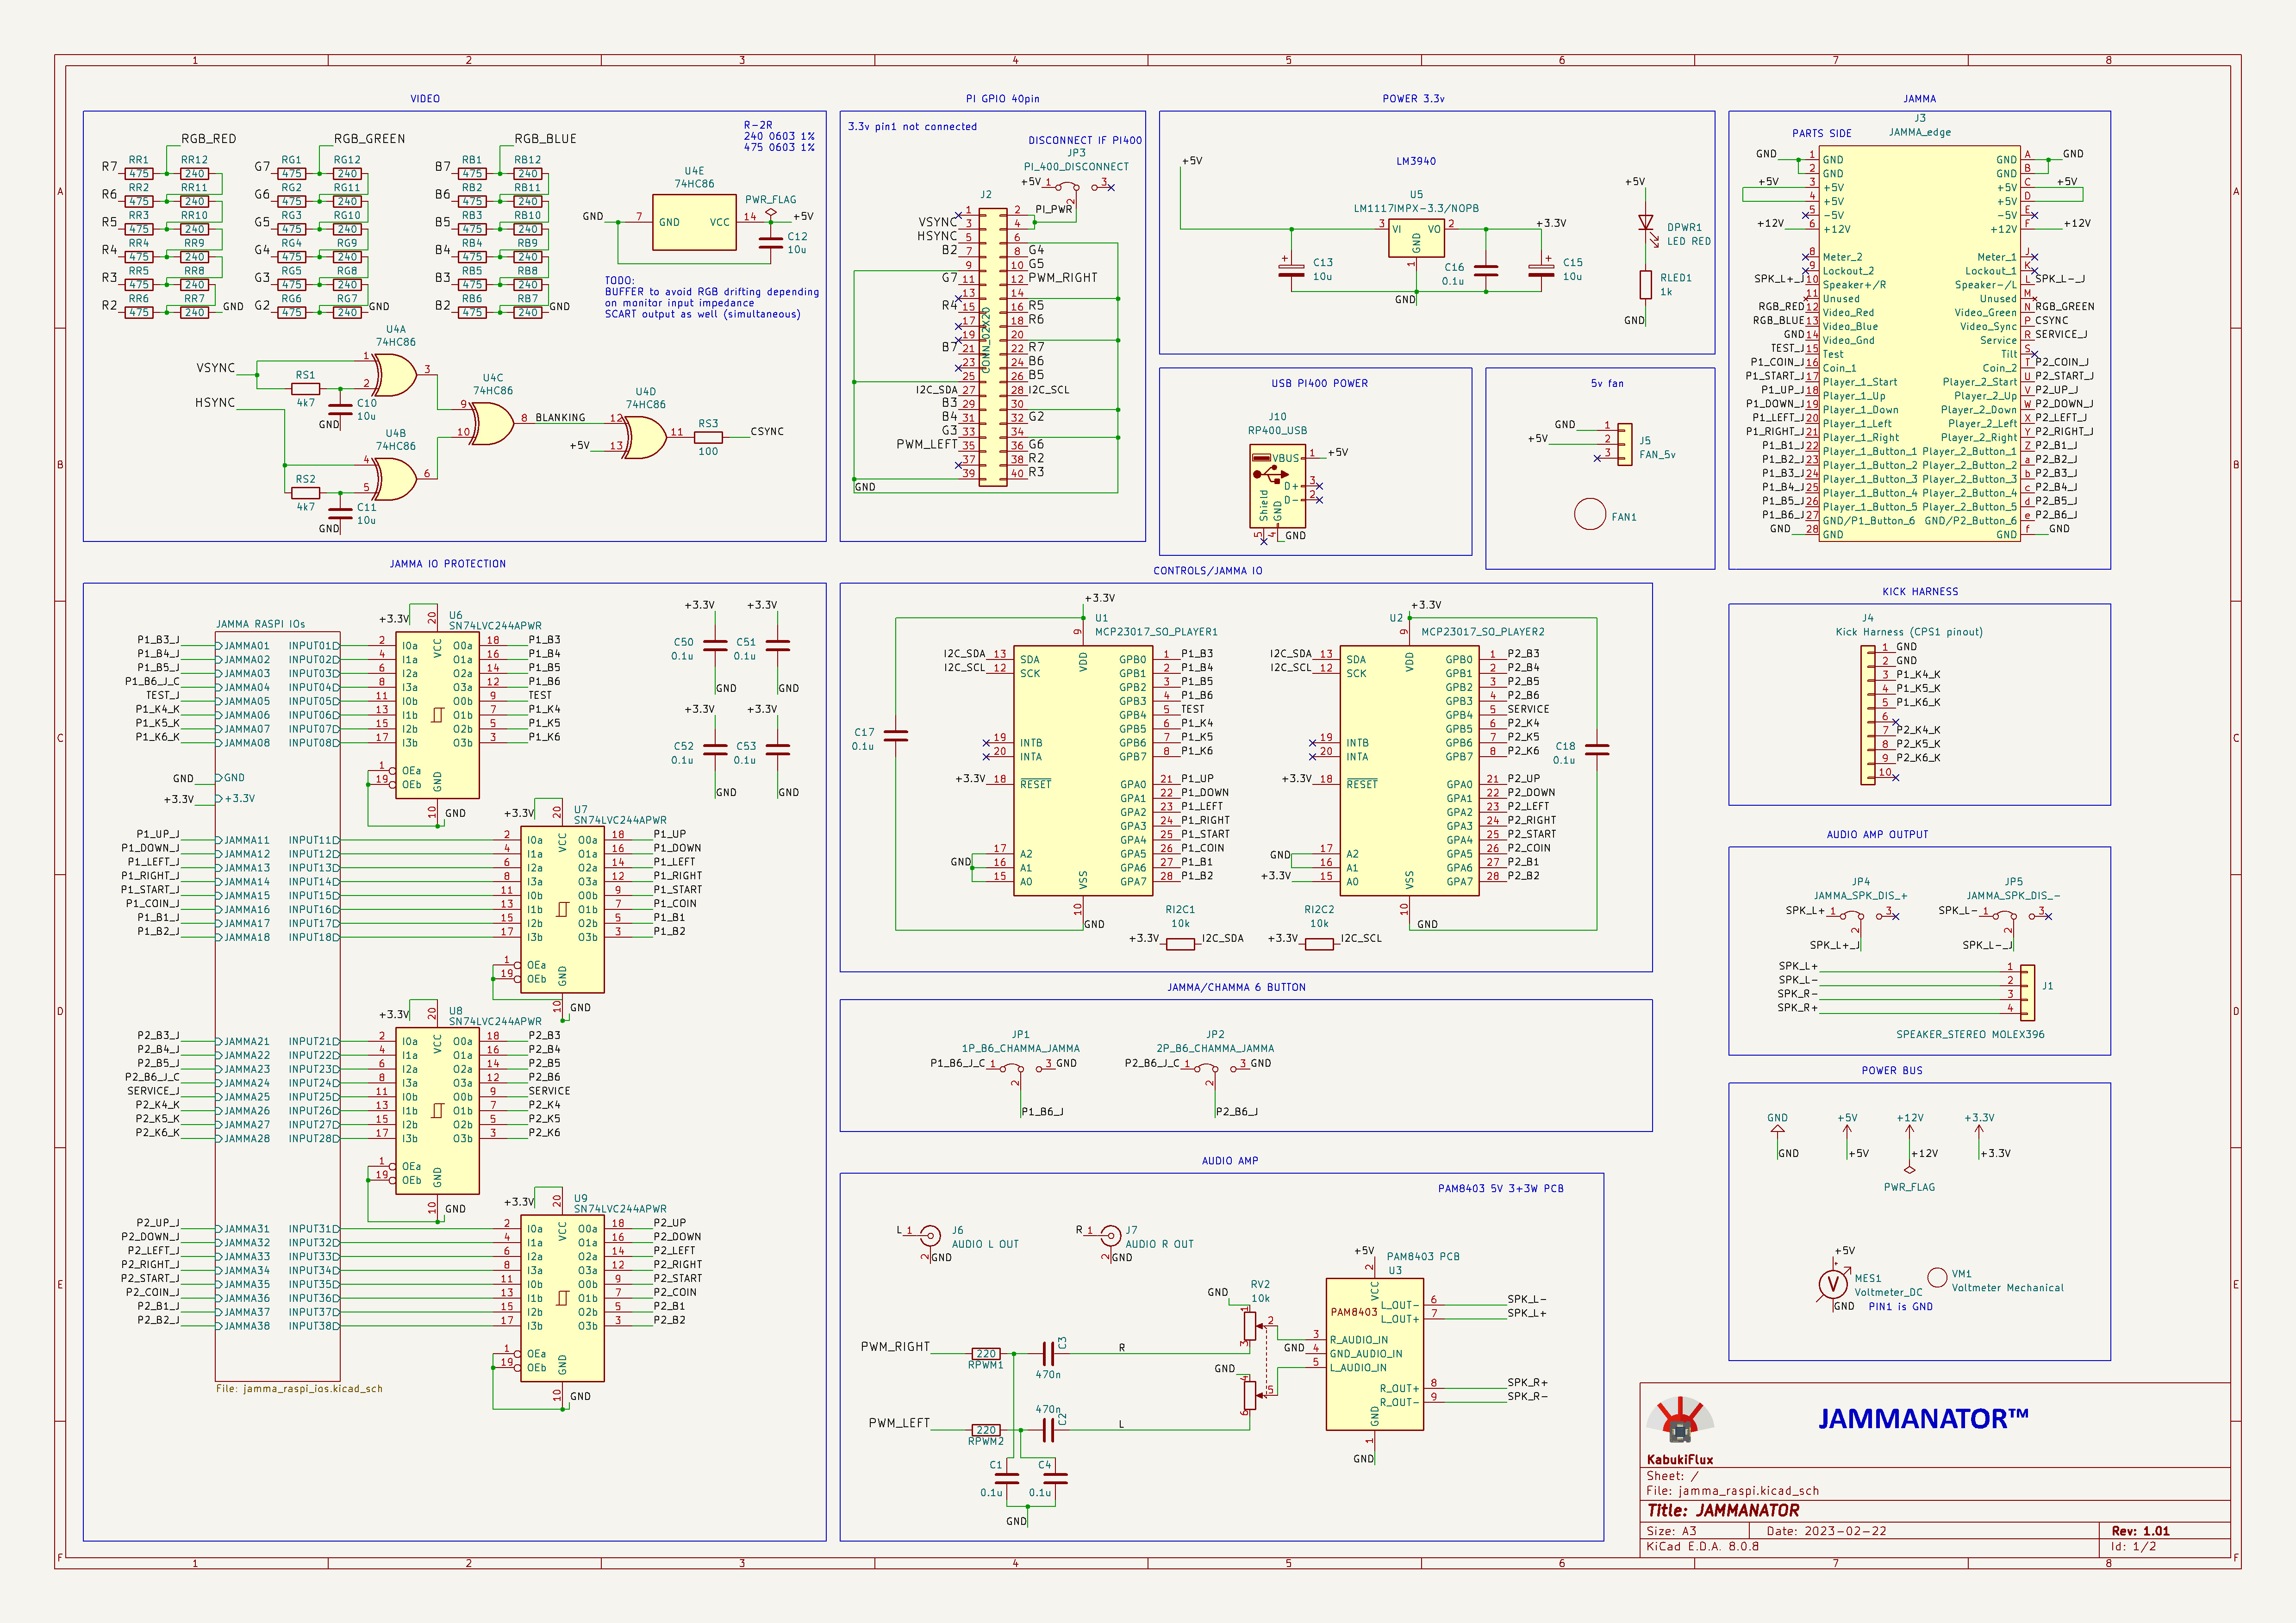 VIDEO
R-2R
240 0603 1%
475 0603 1%
RGB_RED
RGB_GREEN
RGB_BLUE
R7 RR1 475 RR12 240
R6 RR2 475 RR11 240
R5 RR3 475 RR10 240
R4 RR4 475 RR9 240
R3 RR5 475 RR8 240
R2 RR6 475 RR7 240 GND
G7 RG1 475 RG12 240
G6 RG2 475 RG11 240
G5 RG3 475 RG10 240
G4 RG4 475 RG9 240
G3 RG5 475 RG8 240
G2 RG6 475 RG7 240 GND
B7 RB1 475 RB12 240
B6 RB2 475 RB11 240
B5 RB3 475 RB10 240
B4 RB4 475 RB9 240
B3 RB5 475 RB8 240
B2 RB6 475 RB7 240 GND
U4E
74HC86
GND 7 GND VCC 14 PWR_FLAG +5V
C12
10u
TODO:
BUFFER to avoid RGB drifting depending
on monitor input impedance
SCART output as well (simultaneous)
U4A
74HC86
VSYNC 1 2 3
RS1
4k7
C10
10u
GND
HSYNC
U4B
74HC86
4 5 6
RS2
4k7
C11
10u
GND
U4C
74HC86
9 10 8 BLANKING
U4D
74HC86
12 13 11
+5V
RS3
100
CSYNC
PI GPIO 40pin
3.3v pin1 not connected
DISCONNECT IF PI400
JP3
PI_400_DISCONNECT
+5V 1 2 3
PI_PWR
J2
CONN_02X20
1 2
VSYNC 3 4
HSYNC 5 6
B2 7 8 G4
9 10 G5
G7 11 12 PWM_RIGHT
13 14
R4 15 16 R5
17 18 R6
19 20
B7 21 22 R7
23 24 B6
25 26 B5
I2C_SDA 27 28 I2C_SCL
B3 29 30
B4 31 32 G2
G3 33 34
PWM_LEFT 35 36 G6
37 38 R2
39 40 R3
GND
POWER 3.3v
+5V
LM3940
U5
LM1117IMPX-3.3/NOPB
3 VI VO 2
GND 1
+3.3V
C13
10u
C16
0.1u
C15
10u
GND
+5V
DPWR1
LED RED
RLED1
1k
GND
USB PI400 POWER
J10
RP400_USB
VBUS 1 +5V
D+ 3
D- 2
Shield 5
GND 4
GND
5v fan
GND 1
+5V 2
3
J5
FAN_5v
FAN1
JAMMA
J3
JAMMA_edge
PARTS SIDE
GND 1 GND GND A GND
2 GND GND B
+5V 3 +5V +5V C +5V
4 +5V +5V D
5 -5V -5V E
+12V 6 +12V +12V F +12V
8 Meter_2 Meter_1 J
9 Lockout_2 Lockout_1 K
SPK_L+_J 10 Speaker+/R Speaker-/L L SPK_L-_J
11 Unused Unused M
RGB_RED 12 Video_Red Video_Green N RGB_GREEN
RGB_BLUE 13 Video_Blue Video_Sync P CSYNC
GND 14 Video_Gnd Service R SERVICE_J
TEST_J 15 Test Tilt S
P1_COIN_J 16 Coin_1 Coin_2 T P2_COIN_J
P1_START_J 17 Player_1_Start Player_2_Start U P2_START_J
P1_UP_J 18 Player_1_Up Player_2_Up V P2_UP_J
P1_DOWN_J 19 Player_1_Down Player_2_Down W P2_DOWN_J
P1_LEFT_J 20 Player_1_Left Player_2_Left X P2_LEFT_J
P1_RIGHT_J 21 Player_1_Right Player_2_Right Y P2_RIGHT_J
P1_B1_J 22 Player_1_Button_1 Player_2_Button_1 Z P2_B1_J
P1_B2_J 23 Player_1_Button_2 Player_2_Button_2 a P2_B2_J
P1_B3_J 24 Player_1_Button_3 Player_2_Button_3 b P2_B3_J
P1_B4_J 25 Player_1_Button_4 Player_2_Button_4 c P2_B4_J
P1_B5_J 26 Player_1_Button_5 Player_2_Button_5 d P2_B5_J
P1_B6_J 27 GND/P1_Button_6 GND/P2_Button_6 e P2_B6_J
GND 28 GND GND f GND
JAMMA IO PROTECTION
JAMMA RASPI IOs
P1_B3_J JAMMA01 INPUT01
P1_B4_J JAMMA02 INPUT02
P1_B5_J JAMMA03 INPUT03
P1_B6_J_C JAMMA04 INPUT04
TEST_J JAMMA05 INPUT05
P1_K4_K JAMMA06 INPUT06
P1_K5_K JAMMA07 INPUT07
P1_K6_K JAMMA08 INPUT08
GND GND
+3.3V +3.3V
P1_UP_J JAMMA11 INPUT11
P1_DOWN_J JAMMA12 INPUT12
P1_LEFT_J JAMMA13 INPUT13
P1_RIGHT_J JAMMA14 INPUT14
P1_START_J JAMMA15 INPUT15
P1_COIN_J JAMMA16 INPUT16
P1_B1_J JAMMA17 INPUT17
P1_B2_J JAMMA18 INPUT18
P2_B3_J JAMMA21 INPUT21
P2_B4_J JAMMA22 INPUT22
P2_B5_J JAMMA23 INPUT23
P2_B6_J_C JAMMA24 INPUT24
SERVICE_J JAMMA25 INPUT25
P2_K4_K JAMMA26 INPUT26
P2_K5_K JAMMA27 INPUT27
P2_K6_K JAMMA28 INPUT28
P2_UP_J JAMMA31 INPUT31
P2_DOWN_J JAMMA32 INPUT32
P2_LEFT_J JAMMA33 INPUT33
P2_RIGHT_J JAMMA34 INPUT34
P2_START_J JAMMA35 INPUT35
P2_COIN_J JAMMA36 INPUT36
P2_B1_J JAMMA37 INPUT37
P2_B2_J JAMMA38 INPUT38
File: jamma_raspi_ios.kicad_sch
+3.3V 20 VCC
U6
SN74LVC244APWR
2 I0a O0a 18 P1_B3
4 I1a O1a 16 P1_B4
6 I2a O2a 14 P1_B5
8 I3a O3a 12 P1_B6
11 I0b O0b 9 TEST
13 I1b O1b 7 P1_K4
15 I2b O2b 5 P1_K5
17 I3b O3b 3 P1_K6
1 OEa
19 OEb
GND 10 GND
+3.3V 20 VCC
U7
SN74LVC244APWR
2 I0a O0a 18 P1_UP
4 I1a O1a 16 P1_DOWN
6 I2a O2a 14 P1_LEFT
8 I3a O3a 12 P1_RIGHT
11 I0b O0b 9 P1_START
13 I1b O1b 7 P1_COIN
15 I2b O2b 5 P1_B1
17 I3b O3b 3 P1_B2
1 OEa
19 OEb
GND 10 GND
+3.3V 20 VCC
U8
SN74LVC244APWR
2 I0a O0a 18 P2_B3
4 I1a O1a 16 P2_B4
6 I2a O2a 14 P2_B5
8 I3a O3a 12 P2_B6
11 I0b O0b 9 SERVICE
13 I1b O1b 7 P2_K4
15 I2b O2b 5 P2_K5
17 I3b O3b 3 P2_K6
1 OEa
19 OEb
GND 10 GND
+3.3V 20 VCC
U9
SN74LVC244APWR
2 I0a O0a 18 P2_UP
4 I1a O1a 16 P2_DOWN
6 I2a O2a 14 P2_LEFT
8 I3a O3a 12 P2_RIGHT
11 I0b O0b 9 P2_START
13 I1b O1b 7 P2_COIN
15 I2b O2b 5 P2_B1
17 I3b O3b 3 P2_B2
1 OEa
19 OEb
GND 10 GND
+3.3V +3.3V
C50 C51
0.1u 0.1u
GND GND
+3.3V +3.3V
C52 C53
0.1u 0.1u
GND GND
CONTROLS/JAMMA IO
+3.3V
U1
MCP23017_SO_PLAYER1
9 VDD
I2C_SDA 13 SDA GPB0 1 P1_B3
I2C_SCL 12 SCK GPB1 2 P1_B4
GPB2 3 P1_B5
GPB3 4 P1_B6
GPB4 5 TEST
GPB5 6 P1_K4
19 INTB GPB6 7 P1_K5
20 INTA GPB7 8 P1_K6
+3.3V 18 RESET GPA0 21 P1_UP
GPA1 22 P1_DOWN
GPA2 23 P1_LEFT
GPA3 24 P1_RIGHT
GPA4 25 P1_START
17 A2 GPA5 26 P1_COIN
GND 16 A1 GPA6 27 P1_B1
15 A0 GPA7 28 P1_B2
VSS 10 GND
C17
0.1u
+3.3V
U2
MCP23017_SO_PLAYER2
9 VDD
I2C_SDA 13 SDA GPB0 1 P2_B3
I2C_SCL 12 SCK GPB1 2 P2_B4
GPB2 3 P2_B5
GPB3 4 P2_B6
GPB4 5 SERVICE
GPB5 6 P2_K4
19 INTB GPB6 7 P2_K5
20 INTA GPB7 8 P2_K6
+3.3V 18 RESET GPA0 21 P2_UP
GPA1 22 P2_DOWN
GPA2 23 P2_LEFT
GPA3 24 P2_RIGHT
GPA4 25 P2_START
GND 17 A2 GPA5 26 P2_COIN
16 A1 GPA6 27 P2_B1
+3.3V 15 A0 GPA7 28 P2_B2
VSS 10 GND
C18
0.1u
RI2C1
10k
+3.3V I2C_SDA
RI2C2
10k
+3.3V I2C_SCL
JAMMA/CHAMMA 6 BUTTON
JP1
1P_B6_CHAMMA_JAMMA
P1_B6_J_C 1 2 3 GND
P1_B6_J
JP2
2P_B6_CHAMMA_JAMMA
P2_B6_J_C 1 2 3 GND
P2_B6_J
AUDIO AMP
PAM8403 5V 3+3W PCB
L 1 J6
AUDIO L OUT
2 GND
R 1 J7
AUDIO R OUT
2 GND
PWM_RIGHT 220 RPWM1
C3
470n
R
PWM_LEFT 220 RPWM2
470n
C2
L
C1 C4
0.1u 0.1u
GND
RV2
10k
GND 1 2 3
GND 4 5 6
+5V
PAM8403 PCB
U3
2 VCC
PAM8403
L_OUT- 6 SPK_L-
L_OUT+ 7 SPK_L+
3 R_AUDIO_IN
GND 4 GND_AUDIO_IN
5 L_AUDIO_IN
R_OUT+ 8 SPK_R+
R_OUT- 9 SPK_R-
GND 1
GND
KICK HARNESS
J4
Kick Harness (CPS1 pinout)
1 GND
2 GND
3 P1_K4_K
4 P1_K5_K
5 P1_K6_K
6
7 P2_K4_K
8 P2_K5_K
9 P2_K6_K
10
AUDIO AMP OUTPUT
JP4
JAMMA_SPK_DIS_+
SPK_L+ 1 2 3
SPK_L+_J
JP5
JAMMA_SPK_DIS_-
SPK_L- 1 2 3
SPK_L-_J
SPK_L+ 1
SPK_L- 2
SPK_R- 3
SPK_R+ 4
J1
SPEAKER_STEREO MOLEX396
POWER BUS
GND +5V +12V +3.3V
GND +5V +12V +3.3V
PWR_FLAG
+5V
V
MES1
Voltmeter_DC
GND PIN1 is GND
VM1
Voltmeter Mechanical
JAMMANATOR™
KabukiFlux
Sheet: /
File: jamma_raspi.kicad_sch
Title: JAMMANATOR
Size: A3 Date: 2023-02-22 Rev: 1.01
KiCad E.D.A. 8.0.8 Id: 1/2
1 2 3 4 5 6 7 8
A B C D E F
1 2 3 4 5 6 7 8
A B C D E F